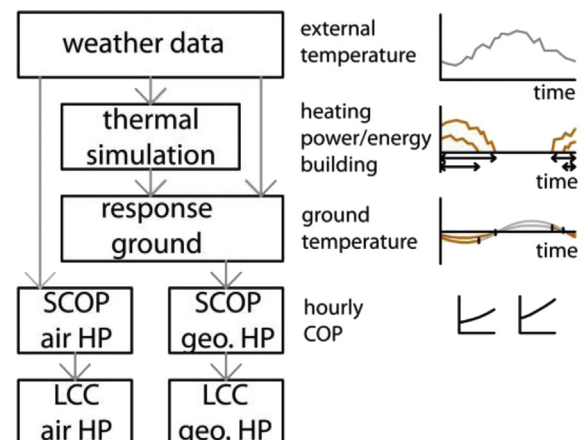 weather data
external
temperature
time
thermal
simulation
heating
power/energy
building
time
response
ground
ground
temperature
time
SCOP
air HP
SCOP
geo. HP
hourly
COP
LCC
air HP
LCC
geo. HP